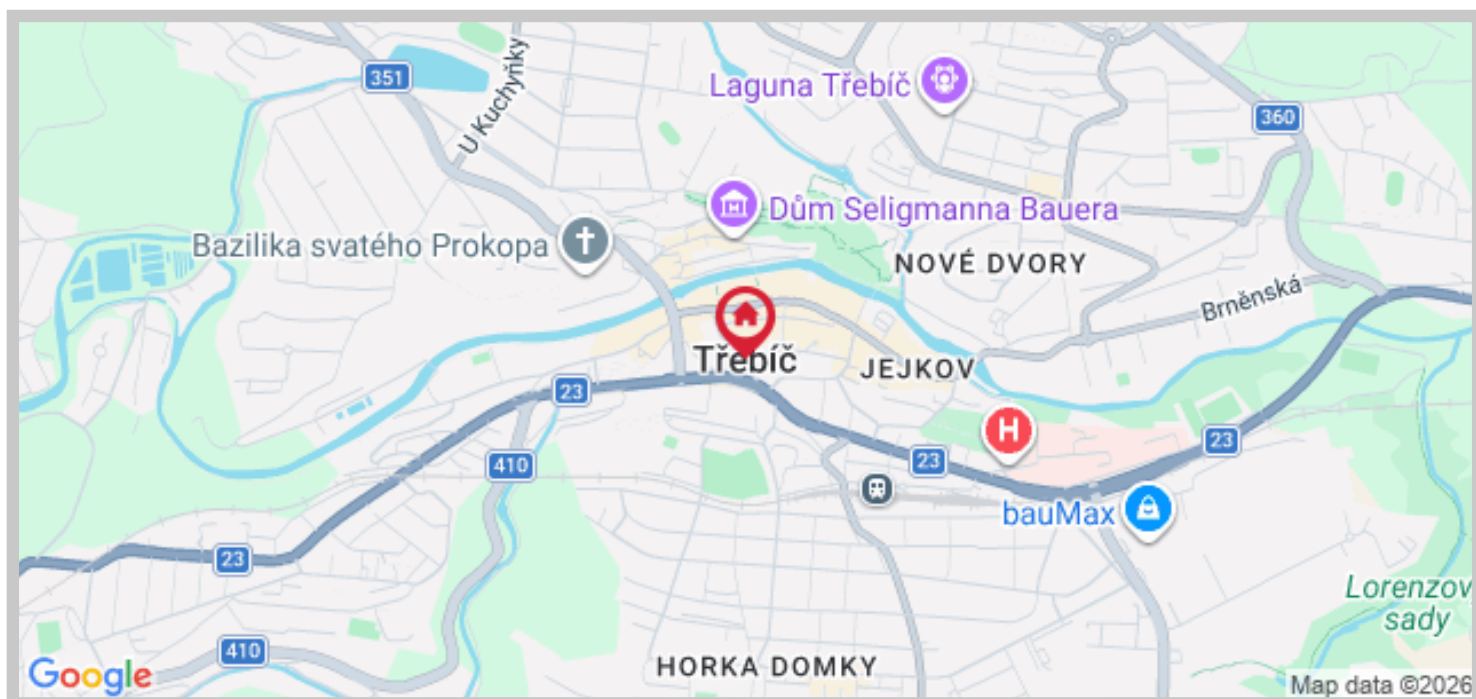 351
U Kuchyňky
Laguna Třebíč
360
Dům Seligmanna Bauera
Bazilika svatého Prokopa
NOVÉ DVORY
Brněnská
Třebíč
JEJKOV
23
H
23
410
23
bauMax
23
Lorenzov
sady
410
HORKA DOMKY
Google
Map data ©2026